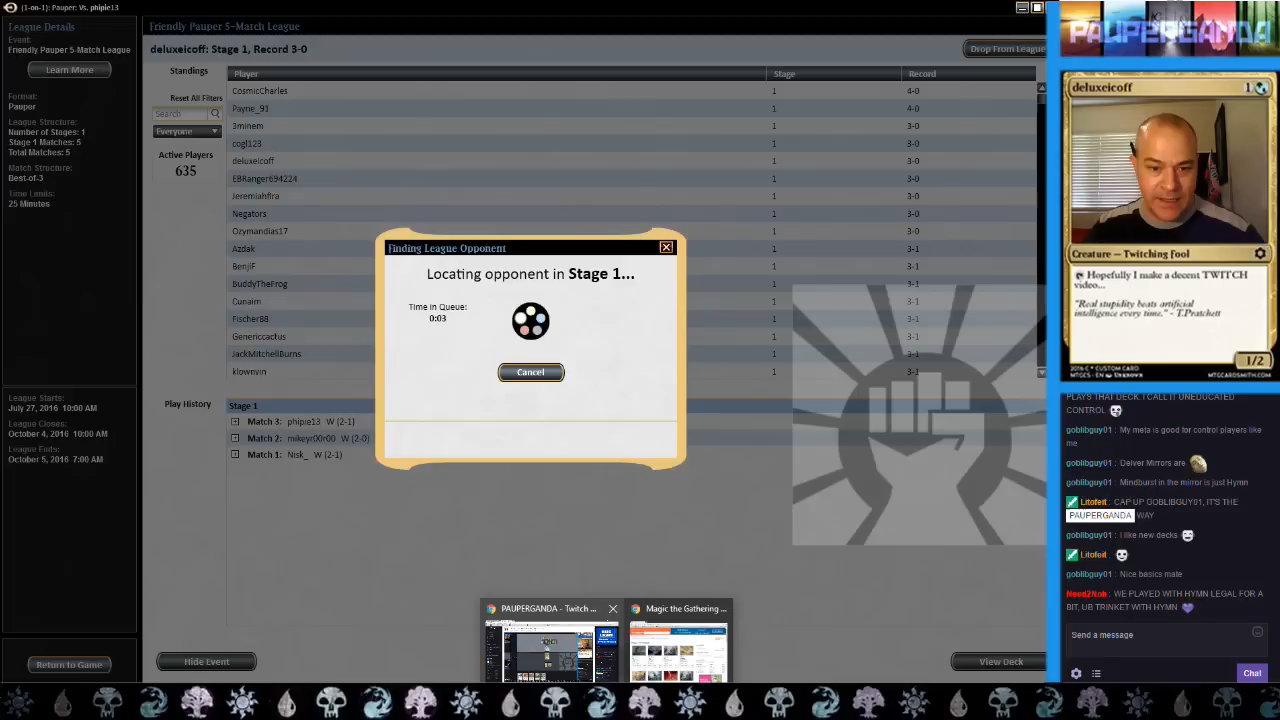 (1-on-1): Pauper: Vs. phipie13
League Details
Event:
Friendly Pauper 5-Match League
Learn More
Format:
Pauper
League Structure:
Number of Stages: 1
Stage 1 Matches: 5
Total Matches: 5
Match Structure:
Best-of-3
Time Limits:
25 Minutes
League Starts:
July 27, 2016 10:00 AM
League Closes:
October 4, 2016 10:00 AM
League Ends:
October 5, 2016 7:00 AM
Return to Game
Friendly Pauper 5-Match League
deluxeicoff: Stage 1, Record 3-0
Drop From League
Standings
Reset All Filters
Search
Everyone
Active Players
635
Player Stage Record
CosmicCharles 1 4-0
Payne_91 1 4-0
3minem 1 3-0
cogl123 1 3-0
deluxeicoff 1 3-0
EBRanger694224 1 3-0
Jeremiahfira 1 3-0
Negators 1 3-0
Ozymandias17 1 3-0
Azdak 1 3-1
BenjiF 1 3-1
BuddyTheFrog 1 3-1
Cunaim 1 3-1
Fischer88 1 3-1
Genericcactus 1 3-1
JackMitchellBurns 1 3-1
klownvin 1 3-1
Finding League Opponent
Locating opponent in Stage 1...
Time in Queue:
0:03
Cancel
Play History
Stage 1
Match 3: phipie13 W (2-1)
Match 2: mikeyr00r00 W (2-0)
Match 1: Nisk_ W (2-1)
Hide Event
View Deck
PAUPERGANDA - Twitch ...
Magic the Gathering ...
PAUPERGANDA
deluxeicoff 1
Creature — Twitching Fool
Hopefully I make a decent TWITCH
video...
"Real stupidity beats artificial
intelligence every time." - T.Pratchett
1/2
PLAYS THAT DECK. I CALL IT UNEDUCATED
CONTROL
goblibguy01 : My meta is good for control players like
me
goblibguy01 : Delver Mirrors are
goblibguy01 : Mindburst in the mirror is just Hymn
Litofeit : CAP UP GOBLIBGUY01, IT'S THE
PAUPERGANDA WAY
goblibguy01 : I like new decks
Litofeit :
goblibguy01 : Nice basics mate
Need2Nob : WE PLAYED WITH HYMN LEGAL FOR A
BIT, UB TRINKET WITH HYMN
Send a message
Chat